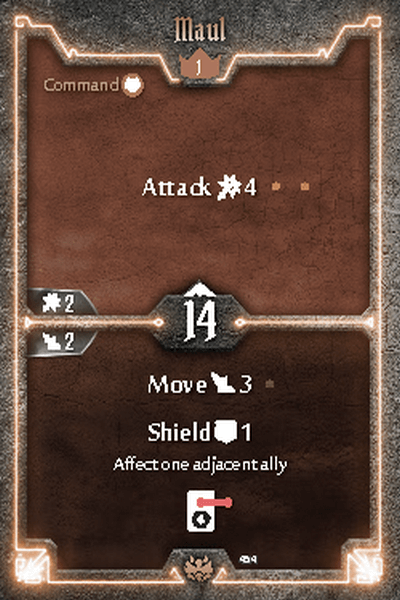 Maul
1
Command
Attack 4
2
14
2
Move 3
Shield 1
Affect one adjacent ally